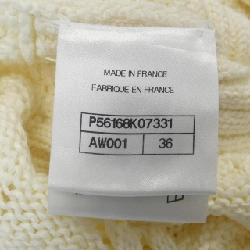 MADE IN FRANCE
FABRIQUE EN FRANCE
P56168K07331
AW001 36